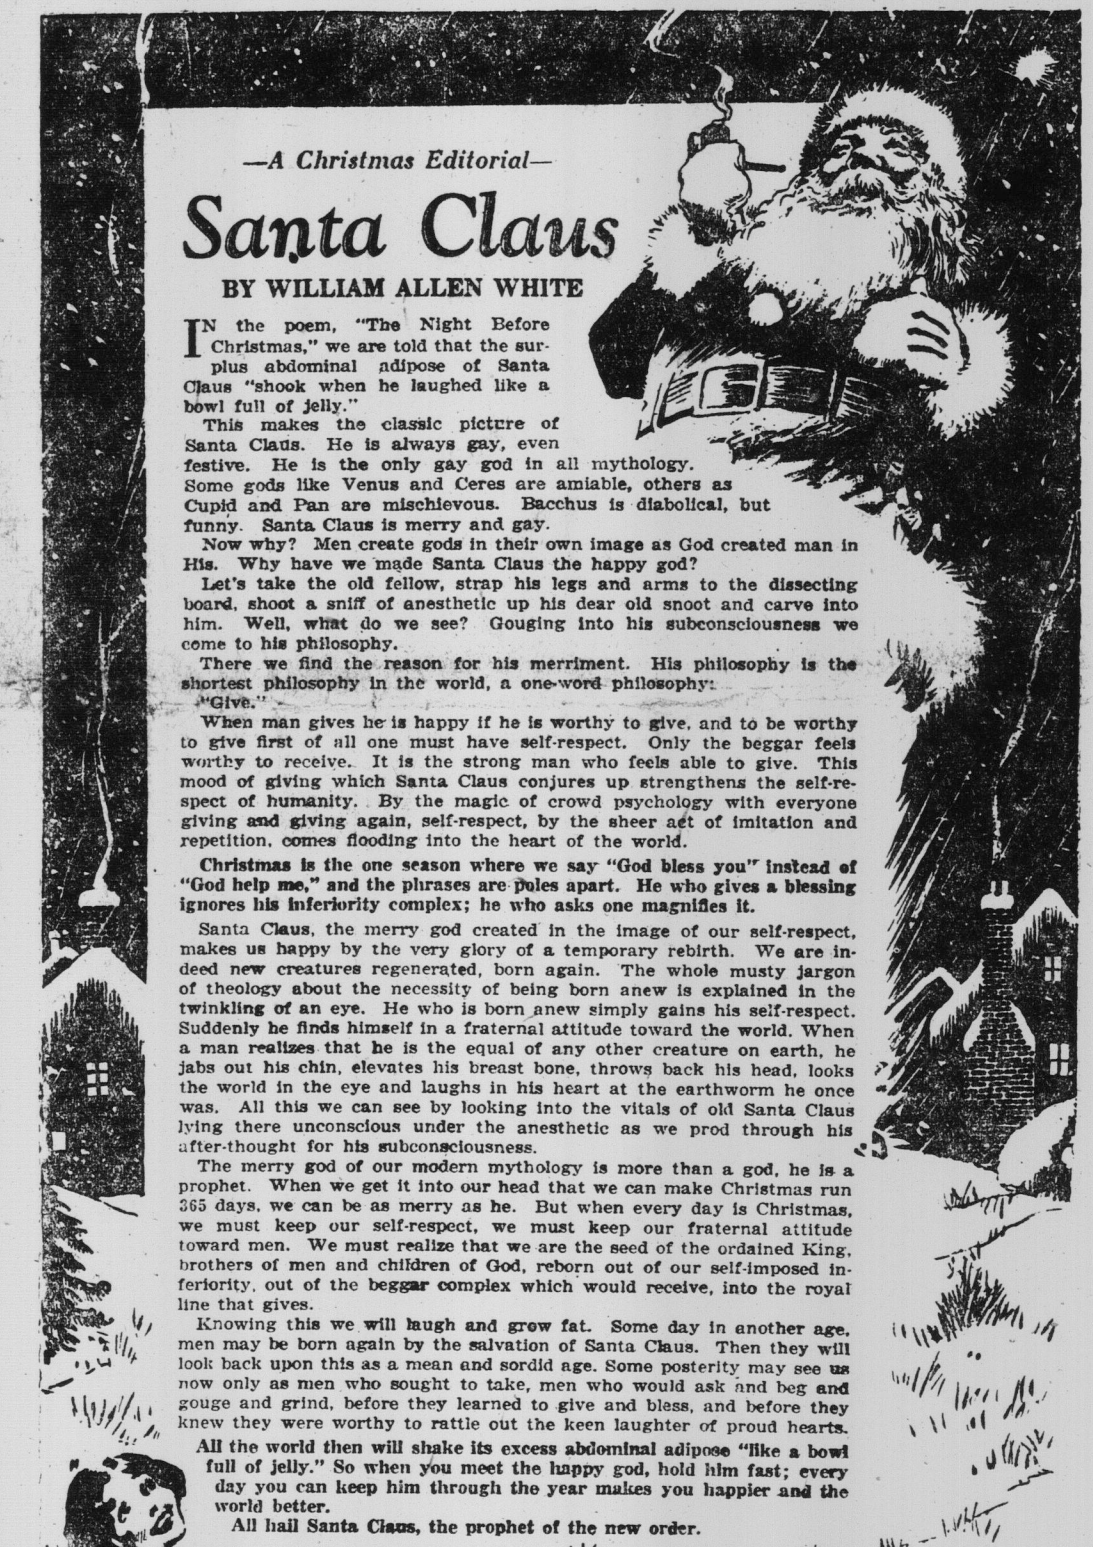 —A Christmas Editorial—
Santa Claus
BY WILLIAM ALLEN WHITE
IN the poem, "The Night Before
Christmas," we are told that the sur-
plus abdominal adipose of Santa
Claus "shook when he laughed like a
bowl full of jelly."
This makes the classic picture of
Santa Claus. He is always gay, even
festive. He is the only gay god in all mythology.
Some gods like Venus and Ceres are amiable, others as
Cupid and Pan are mischievous. Bacchus is diabolical, but
funny. Santa Claus is merry and gay.
Now why? Men create gods in their own image as God created man in
His. Why have we made Santa Claus the happy god?
Let's take the old fellow, strap his legs and arms to the dissecting
board, shoot a sniff of anesthetic up his dear old snoot and carve into
him. Well, what do we see? Gouging into his subconsciousness we
come to his philosophy.
There we find the reason for his merriment. His philosophy is the
shortest philosophy in the world, a one-word philosophy:
"Give."
When man gives he is happy if he is worthy to give, and to be worthy
to give first of all one must have self-respect. Only the beggar feels
worthy to receive. It is the strong man who feels able to give. This
mood of giving which Santa Claus conjures up strengthens the self-re-
spect of humanity. By the magic of crowd psychology with everyone
giving and giving again, self-respect, by the sheer act of imitation and
repetition, comes flooding into the heart of the world.
Christmas is the one season where we say "God bless you" instead of
"God help me," and the phrases are poles apart. He who gives a blessing
ignores his inferiority complex; he who asks one magnifies it.
Santa Claus, the merry god created in the image of our self-respect,
makes us happy by the very glory of a temporary rebirth. We are in-
deed new creatures regenerated, born again. The whole musty jargon
of theology about the necessity of being born anew is explained in the
twinkling of an eye. He who is born anew simply gains his self-respect.
Suddenly he finds himself in a fraternal attitude toward the world. When
a man realizes that he is the equal of any other creature on earth, he
jabs out his chin, elevates his breast bone, throws back his head, looks
the world in the eye and laughs in his heart at the earthworm he once
was. All this we can see by looking into the vitals of old Santa Claus
lying there unconscious under the anesthetic as we prod through his
after-thought for his subconsciousness.
The merry god of our modern mythology is more than a god, he is a
prophet. When we get it into our head that we can make Christmas run
365 days, we can be as merry as he. But when every day is Christmas,
we must keep our self-respect, we must keep our fraternal attitude
toward men. We must realize that we are the seed of the ordained King,
brothers of men and children of God, reborn out of our self-imposed in-
feriority, out of the beggar complex which would receive, into the royal
line that gives.
Knowing this we will laugh and grow fat. Some day in another age,
men may be born again by the salvation of Santa Claus. Then they will
look back upon this as a mean and sordid age. Some posterity may see us
now only as men who sought to take, men who would ask and beg and
gouge and grind, before they learned to give and bless, and before they
knew they were worthy to rattle out the keen laughter of proud hearts.
All the world then will shake its excess abdominal adipose "like a bowl
full of jelly." So when you meet the happy god, hold him fast; every
day you can keep him through the year makes you happier and the
world better.
All hail Santa Claus, the prophet of the new order.